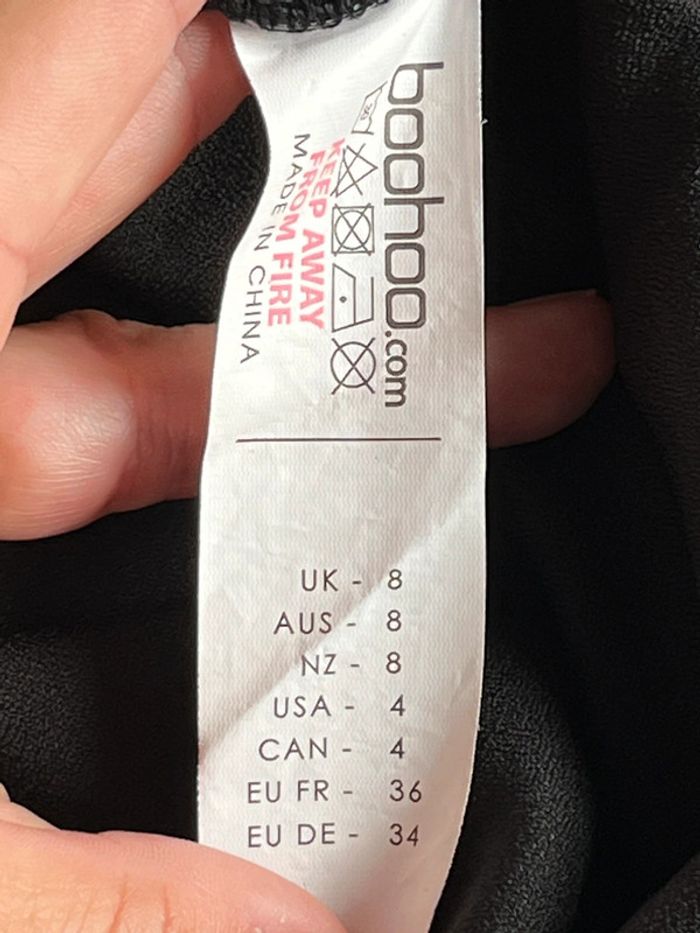 boohoo.com
30
KEEP AWAY
FROM FIRE
MADE IN CHINA
UK - 8
AUS - 8
NZ - 8
USA - 4
CAN - 4
EU FR - 36
EU DE - 34